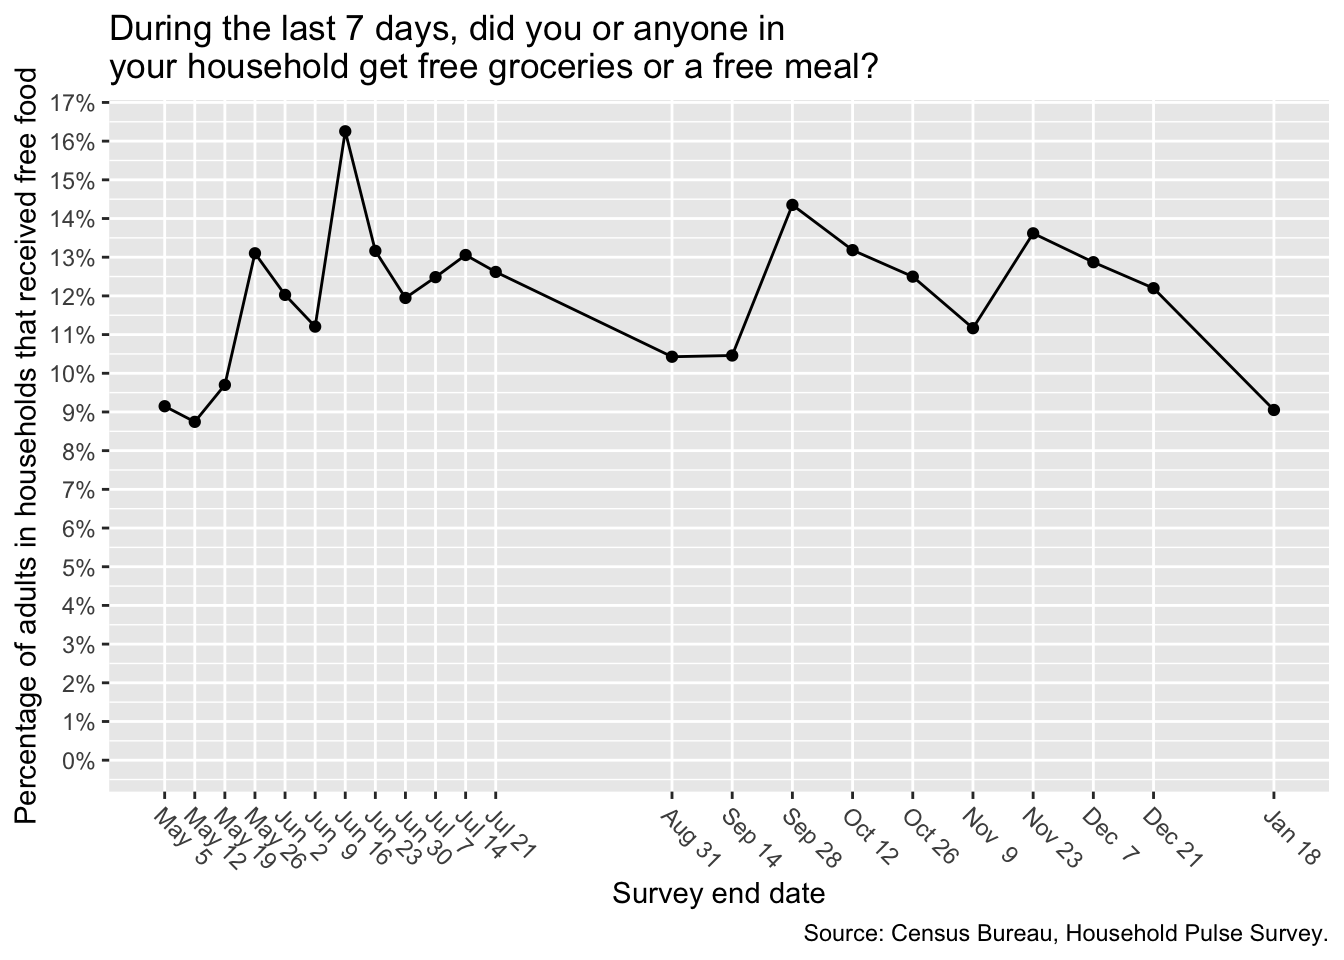 During the last 7 days, did you or anyone in
your household get free groceries or a free meal?
Percentage of adults in households that received free food
17%
16%
15%
14%
13%
12%
11%
10%
9%
8%
7%
6%
5%
4%
3%
2%
1%
0%
May 5
May 12
May 19
May 26
Jun 2
Jun 9
Jun 16
Jun 23
Jun 30
Jul 7
Jul 14
Jul 21
Aug 31
Sep 14
Sep 28
Oct 12
Oct 26
Nov 9
Nov 23
Dec 7
Dec 21
Jan 18
Survey end date
Source: Census Bureau, Household Pulse Survey.